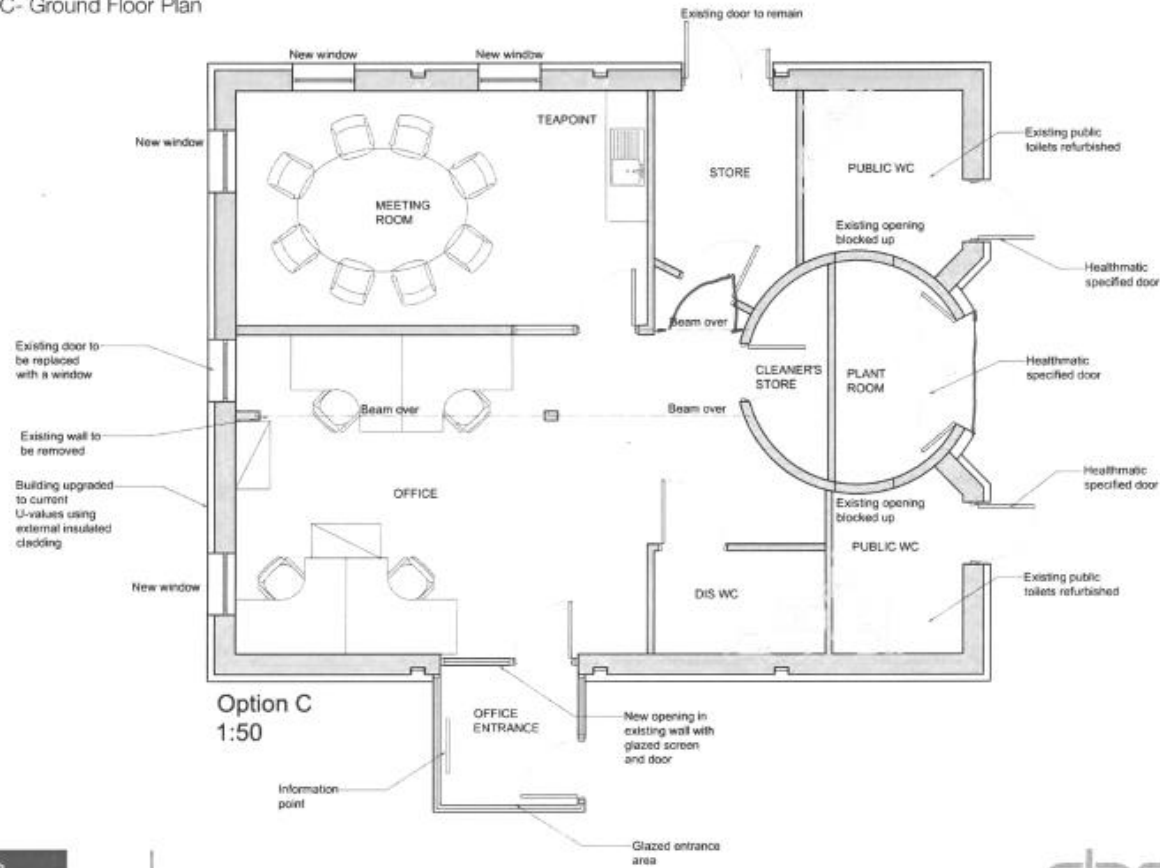 C- Ground Floor Plan
Existing door to remain
New window
New window
New window
TEAPOINT
STORE
PUBLIC WC
Existing public
toilets refurbished
MEETING
ROOM
Existing opening
blocked up
Healthmatic
specified door
Beam over
Existing door to
be replaced
with a window
CLEANER'S
STORE
PLANT
ROOM
Healthmatic
specified door
Beam over
Beam over
Existing wall to
be removed
OFFICE
Healthmatic
specified door
Building upgraded
to current
U-values using
external insulated
cladding
Existing opening
blocked up
PUBLIC WC
New window
DIS WC
Existing public
toilets refurbished
Option C
1:50
OFFICE
ENTRANCE
New opening in
existing wall with
glazed screen
and door
Information
point
Glazed entrance
area